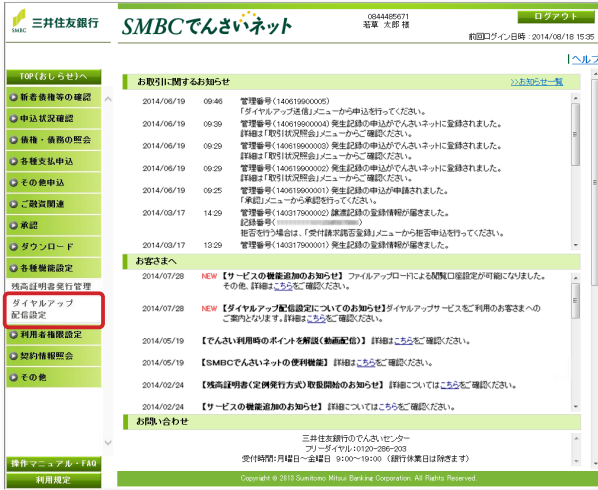 SMBC 三井住友銀行
SMBCでんさいネット
0844485671
若草 太郎 様
ログアウト
前回ログイン日時：2014/08/18 15:35
ヘルプ
TOP(おしらせ)へ
新着債権等の確認
申込状況確認
債権・債務の照会
各種支払申込
その他申込
ご融資関連
承認
ダウンロード
各種機能設定
残高証明書発行管理
ダイヤルアップ
配信設定
利用者権限設定
契約情報照会
その他
操作マニュアル・FAQ
利用規定
お取引に関するお知らせ
>>お知らせ一覧
2014/06/19 09:46 管理番号(140619900005)
「ダイヤルアップ送信」メニューから申込を行ってください。
2014/06/19 09:39 管理番号(140619900004) 発生記録の申込がでんさいネットに登録されました。
詳細は「取引状況照会」メニューからご確認ください。
2014/06/19 09:29 管理番号(140619900003) 発生記録の申込がでんさいネットに登録されました。
詳細は「取引状況照会」メニューからご確認ください。
2014/06/19 09:29 管理番号(140619900002) 発生記録の申込がでんさいネットに登録されました。
詳細は「取引状況照会」メニューからご確認ください。
2014/06/19 09:25 管理番号(140619900001) 発生記録の申込が申請されました。
「承認」メニューから承認を行ってください。
2014/03/17 14:29 管理番号(140317900002) 譲渡記録の登録情報が届きました。
記録番号(
拒否を行う場合は、「受付請求諾否登録」メニューから拒否申込を行ってください。
2014/03/17 13:29 管理番号(140317900001) 発生記録の登録情報が届きました。
お客さまへ
2014/07/28 NEW 【サービスの機能追加のお知らせ】 ファイルアップロードによる閲覧口座設定が可能になりました。
その他、詳細はこちらをご確認ください。
2014/07/28 NEW 【ダイヤルアップ配信設定についてのお知らせ】ダイヤルアップサービスをご利用のお客さまへの
ご案内となります。詳細はこちらをご確認ください。
2014/05/19 【でんさい利用時のポイントを解説(動画配信)】 詳細はこちらをご確認ください。
2014/05/19 【SMBCでんさいネットの便利機能】 詳細はこちらをご確認ください。
2014/02/24 【残高証明書(定例発行方式)取扱開始のお知らせ】 詳細についてはこちらをご確認ください。
2014/02/24 【サービスの機能追加のお知らせ】 詳細についてはこちらをご確認ください。
お問い合わせ
三井住友銀行のでんさいセンター
フリーダイヤル：0120-286-203
受付時間：月曜日～金曜日 9:00～19:00 (銀行休業日は除きます)
Copyright © 2013 Sumitomo Mitsui Banking Corporation. All Rights Reserved.